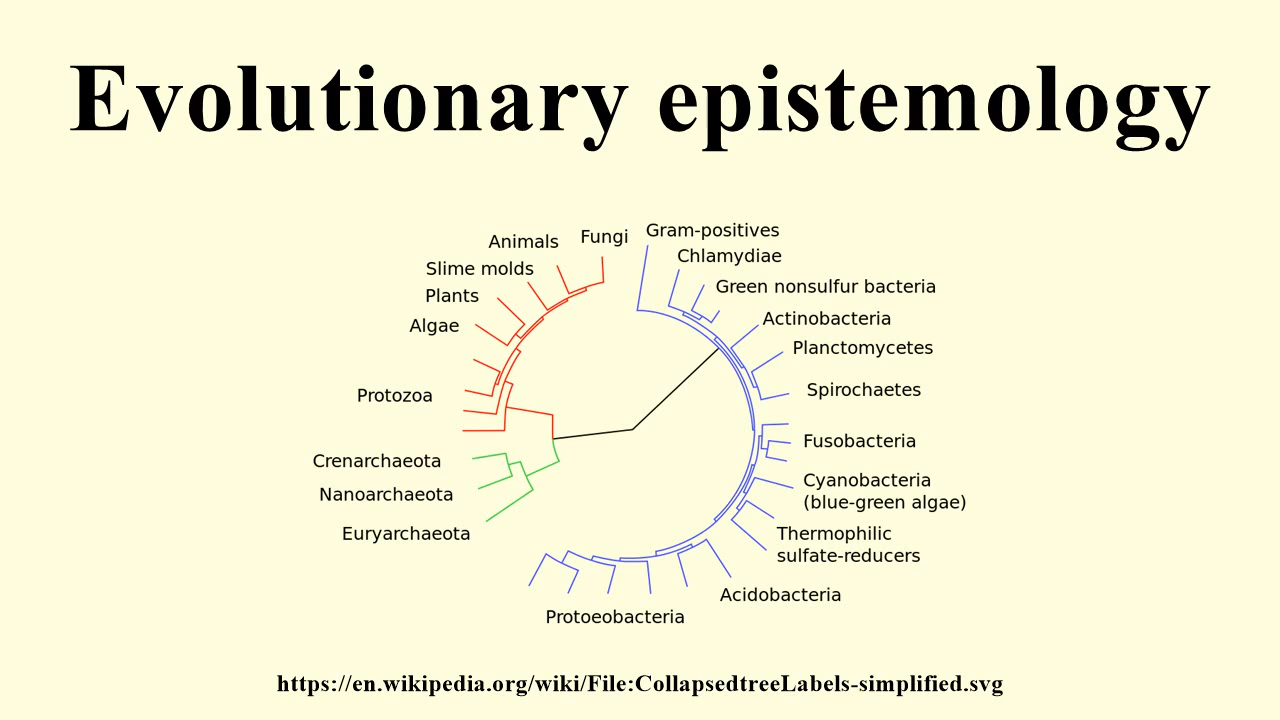 Evolutionary epistemology
Fungi
Animals
Slime molds
Plants
Algae
Protozoa
Crenarchaeota
Nanoarchaeota
Euryarchaeota
Gram-positives
Chlamydiae
Green nonsulfur bacteria
Actinobacteria
Planctomycetes
Spirochaetes
Fusobacteria
Cyanobacteria
(blue-green algae)
Thermophilic
sulfate-reducers
Acidobacteria
Protoeobacteria
https://en.wikipedia.org/wiki/File:CollapsedtreeLabels-simplified.svg